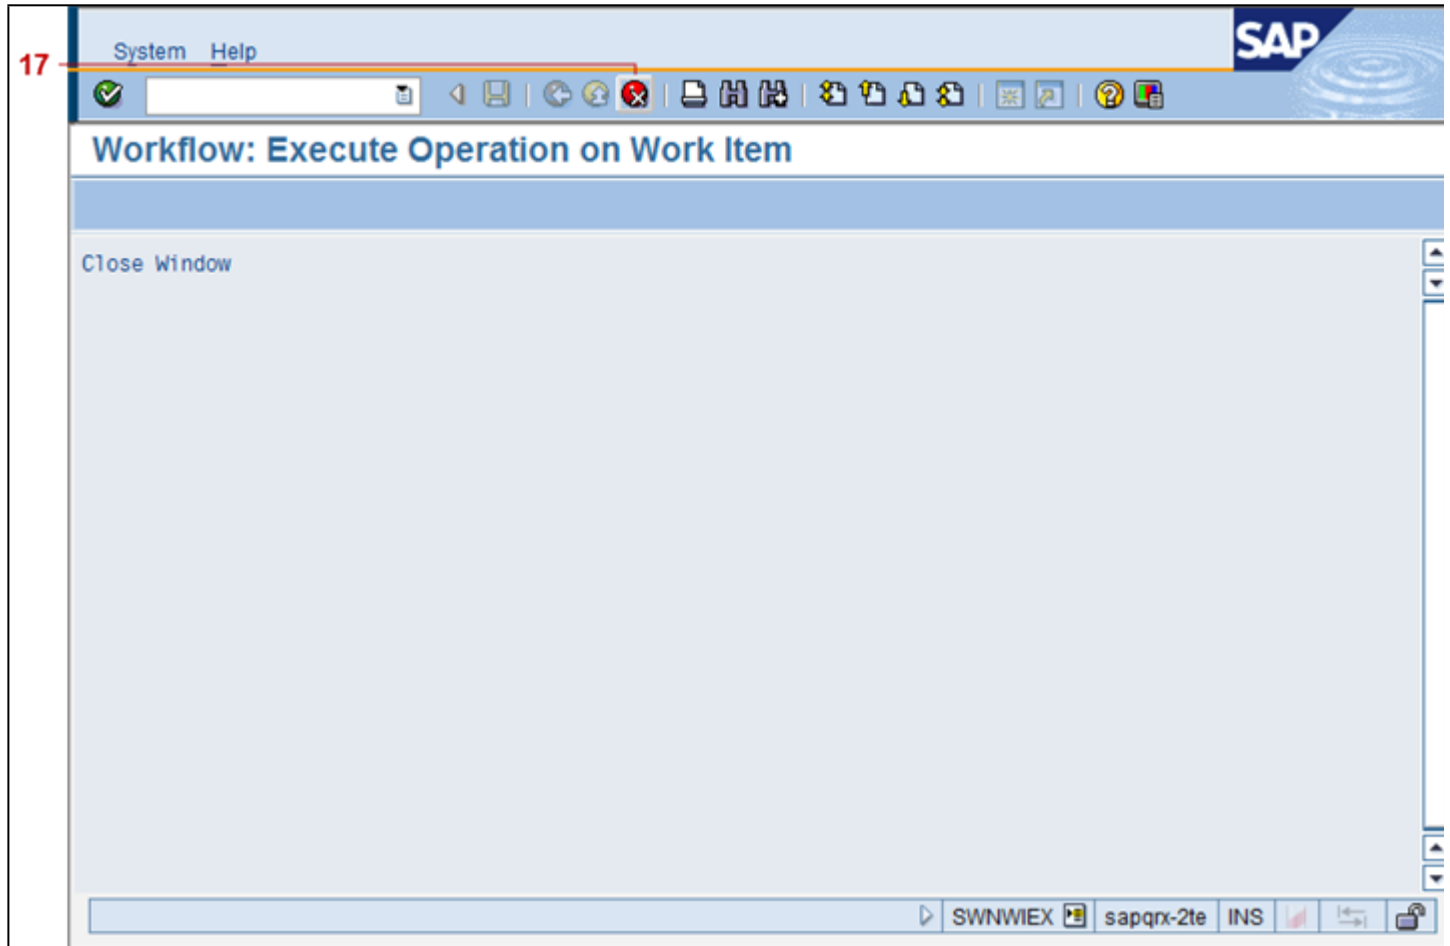 System Help
SAP
17
Workflow: Execute Operation on Work Item
Close Window
SWNWIEX sapqrx-2te INS